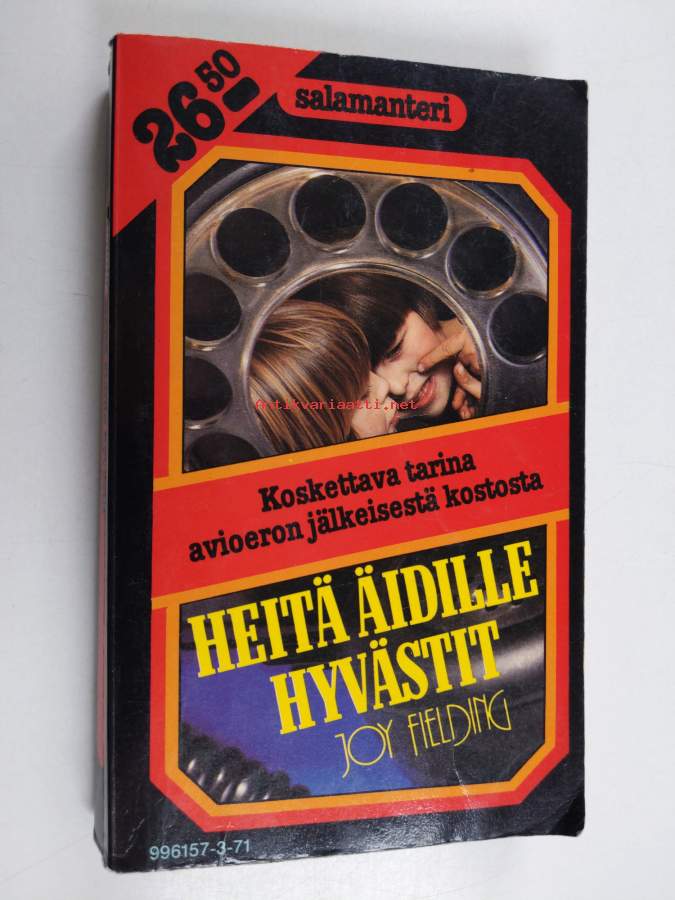 26 50
salamanteri
antikvariaatti.net
Koskettava tarina
avioeron jälkeisestä kostosta
HEITÄ ÄIDILLE
HYVÄSTIT
JOY FIELDING
996157-3-71